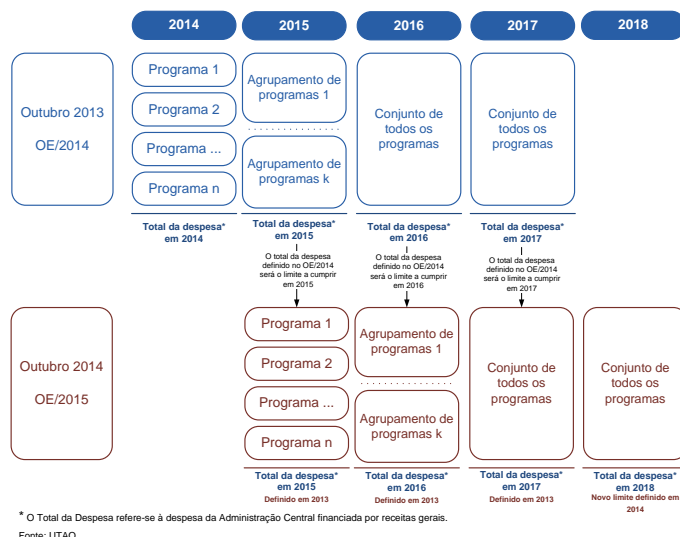 2014
2015
2016
2017
2018
Outubro 2013
OE/2014
Programa 1
Programa 2
Programa ...
Programa n
Agrupamento de
programas 1
Agrupamento de
programas k
Conjunto de
todos os
programas
Conjunto de
todos os
programas
Total da despesa*
em 2014
Total da despesa*
em 2015
Total da despesa*
em 2016
Total da despesa*
em 2017
O total da despesa
definido no OE/2014
será o limite a cumprir
em 2015
O total da despesa
definido no OE/2014
será o limite a cumprir
em 2016
O total da despesa
definido no OE/2014
será o limite a cumprir
em 2017
Outubro 2014
OE/2015
Programa 1
Programa 2
Programa ...
Programa n
Agrupamento de
programas 1
Agrupamento de
programas k
Conjunto de
todos os
programas
Conjunto de
todos os
programas
Total da despesa*
em 2015
Definido em 2013
Total da despesa*
em 2016
Definido em 2013
Total da despesa*
em 2017
Definido em 2013
Total da despesa*
em 2018
Novo limite definido em
2014
* O Total da Despesa refere-se à despesa da Administração Central financiada por receitas gerais.
Fonte: UTAO